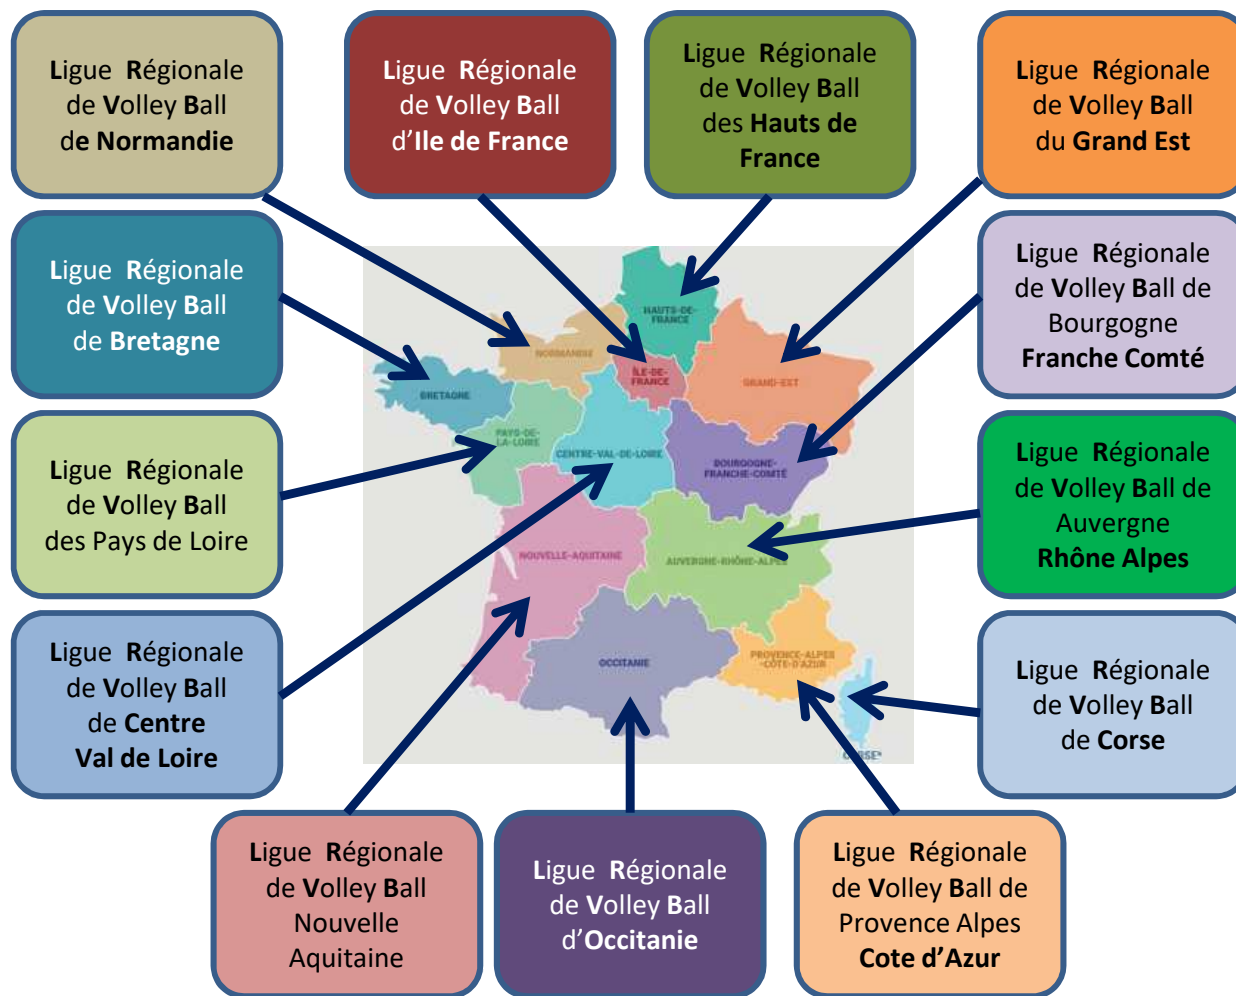 Ligue Régionale
de Volley Ball
de Normandie
Ligue Régionale
de Volley Ball
d’Ile de France
Ligue Régionale
de Volley Ball
des Hauts de
France
Ligue Régionale
de Volley Ball
du Grand Est
Ligue Régionale
de Volley Ball
de Bretagne
Ligue Régionale
de Volley Ball de
Bourgogne
Franche Comté
Ligue Régionale
de Volley Ball
des Pays de Loire
Ligue Régionale
de Volley Ball de
Auvergne
Rhône Alpes
Ligue Régionale
de Volley Ball
de Centre
Val de Loire
Ligue Régionale
de Volley Ball
de Corse
Ligue Régionale
de Volley Ball
Nouvelle
Aquitaine
Ligue Régionale
de Volley Ball
d’Occitanie
Ligue Régionale
de Volley Ball de
Provence Alpes
Cote d’Azur
HAUTS-DE-
FRANCE
NORMANDIE
ÎLE-DE-
FRANCE
GRAND-EST
BRETAGNE
PAYS-DE-
LA-LOIRE
CENTRE-VAL-DE-LOIRE
BOURGOGNE-
FRANCHE-COMTÉ
NOUVELLE-AQUITAINE
AUVERGNE-RHÔNE-ALPES
OCCITANIE
PROVENCE-ALPES
-CÔTE-D'AZUR
CORSE*